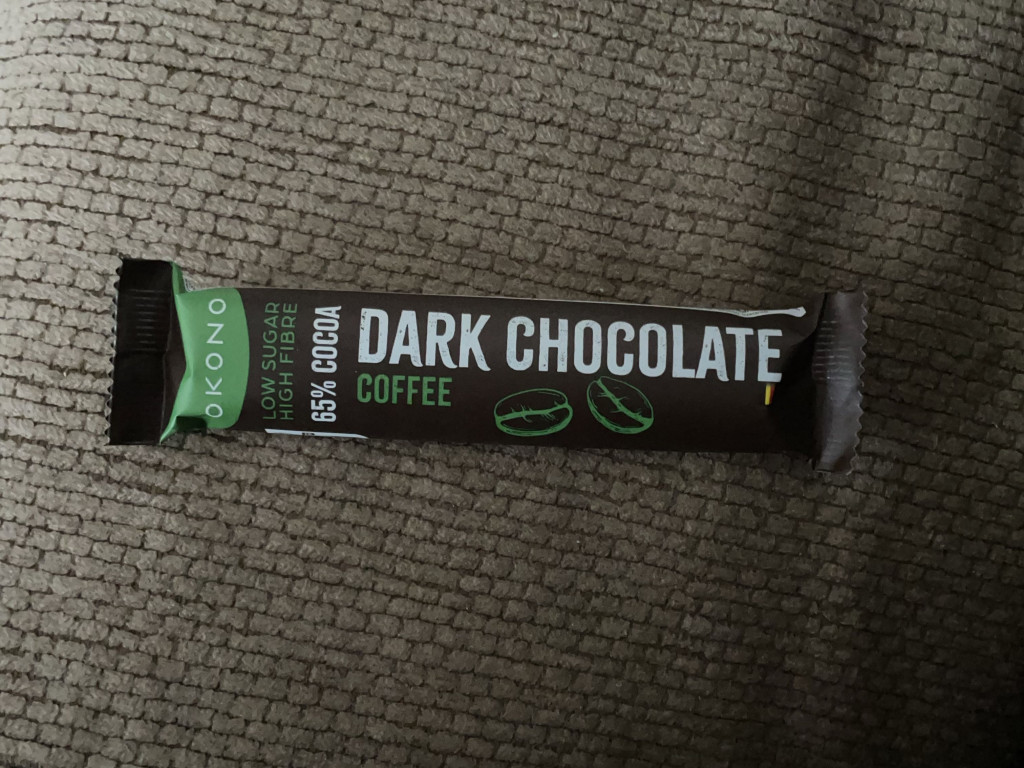 OKONO
LOW SUGAR
HIGH FIBRE
65% COCOA
DARK CHOCOLATE
COFFEE